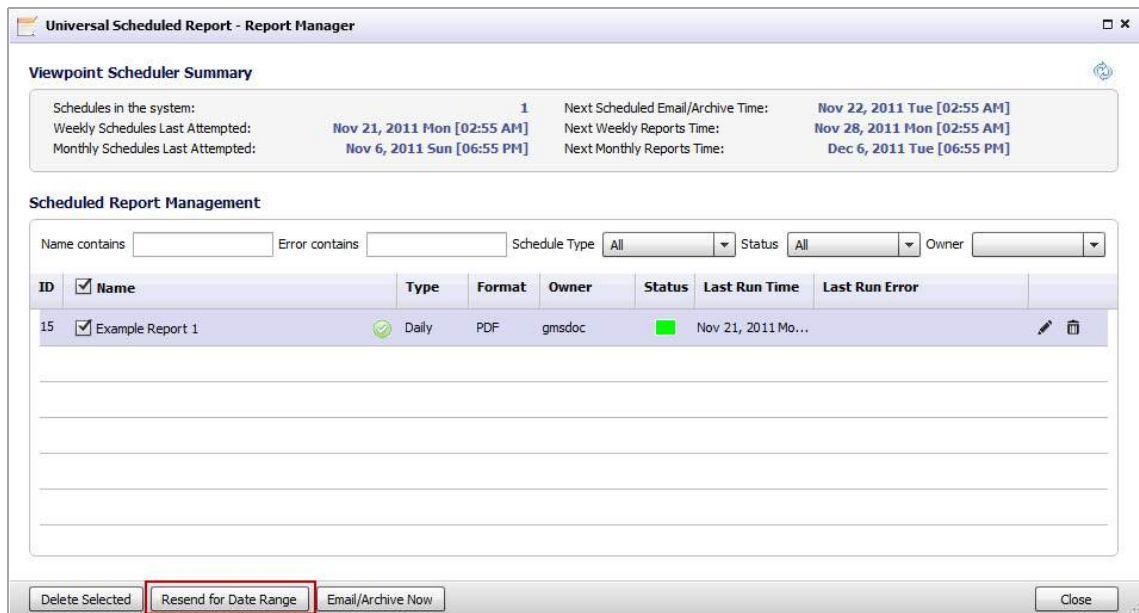 Universal Scheduled Report - Report Manager
Viewpoint Scheduler Summary
Schedules in the system: 1 Next Scheduled Email/Archive Time: Nov 22, 2011 Tue [02:55 AM]
Weekly Schedules Last Attempted: Nov 21, 2011 Mon [02:55 AM] Next Weekly Reports Time: Nov 28, 2011 Mon [02:55 AM]
Monthly Schedules Last Attempted: Nov 6, 2011 Sun [06:55 PM] Next Monthly Reports Time: Dec 6, 2011 Tue [06:55 PM]
Scheduled Report Management
Name contains Error contains Schedule Type All Status All Owner
ID Name Type Format Owner Status Last Run Time Last Run Error
15 Example Report 1 Daily PDF gmsdoc Nov 21, 2011 Mo...
Delete Selected Resend for Date Range Email/Archive Now Close